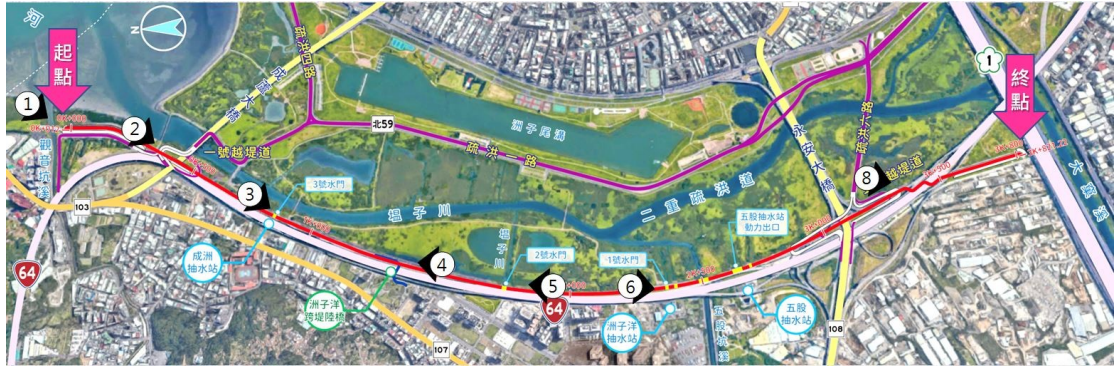 河
N
起點
1
2
觀音坑溪
疏洪四路
成蘆大橋
一號越堤道
北59
洲子尾溝
疏洪一路
103
64
3
3號水門
成洲
抽水站
塭子川
塭子川
二重疏洪道
洲子洋
跨堤陸橋
4
2號水門
5
64
1號水門
6
五股抽水站
動力出口
洲子洋
抽水站
五股坑溪
五股
抽水站
107
108
永安大橋
疏洪六路
8
越堤道
1
終點
大窠溪